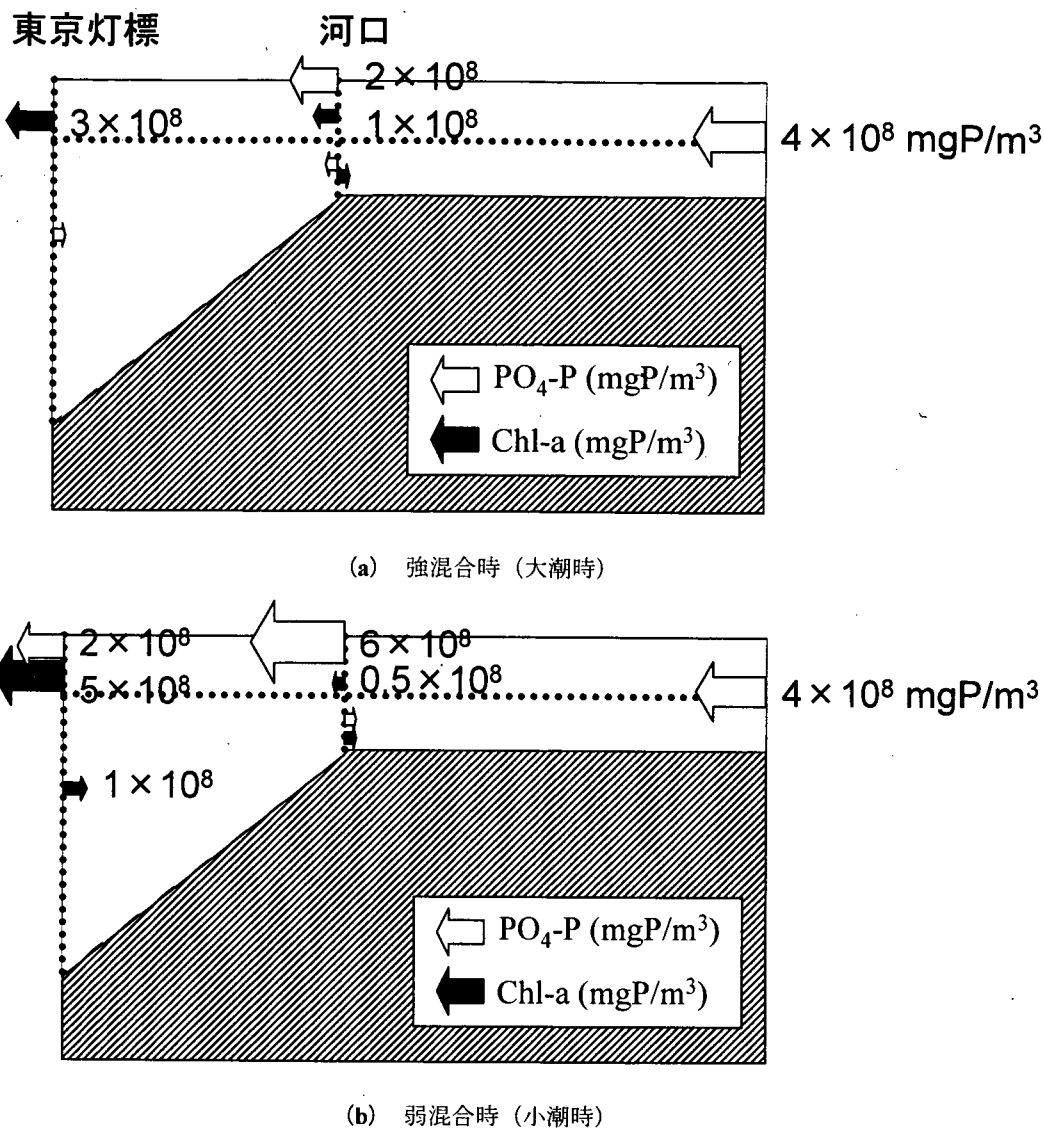 東京灯標 河口
2×10⁸
3×10⁸ 1×10⁸ 4×10⁸ mgP/m³
PO₄-P (mgP/m³)
Chl-a (mgP/m³)
(a) 強混合時 (大潮時)
2×10⁸ 6×10⁸
5×10⁸ 0.5×10⁸ 4×10⁸ mgP/m³
1×10⁸
PO₄-P (mgP/m³)
Chl-a (mgP/m³)
(b) 弱混合時 (小潮時)